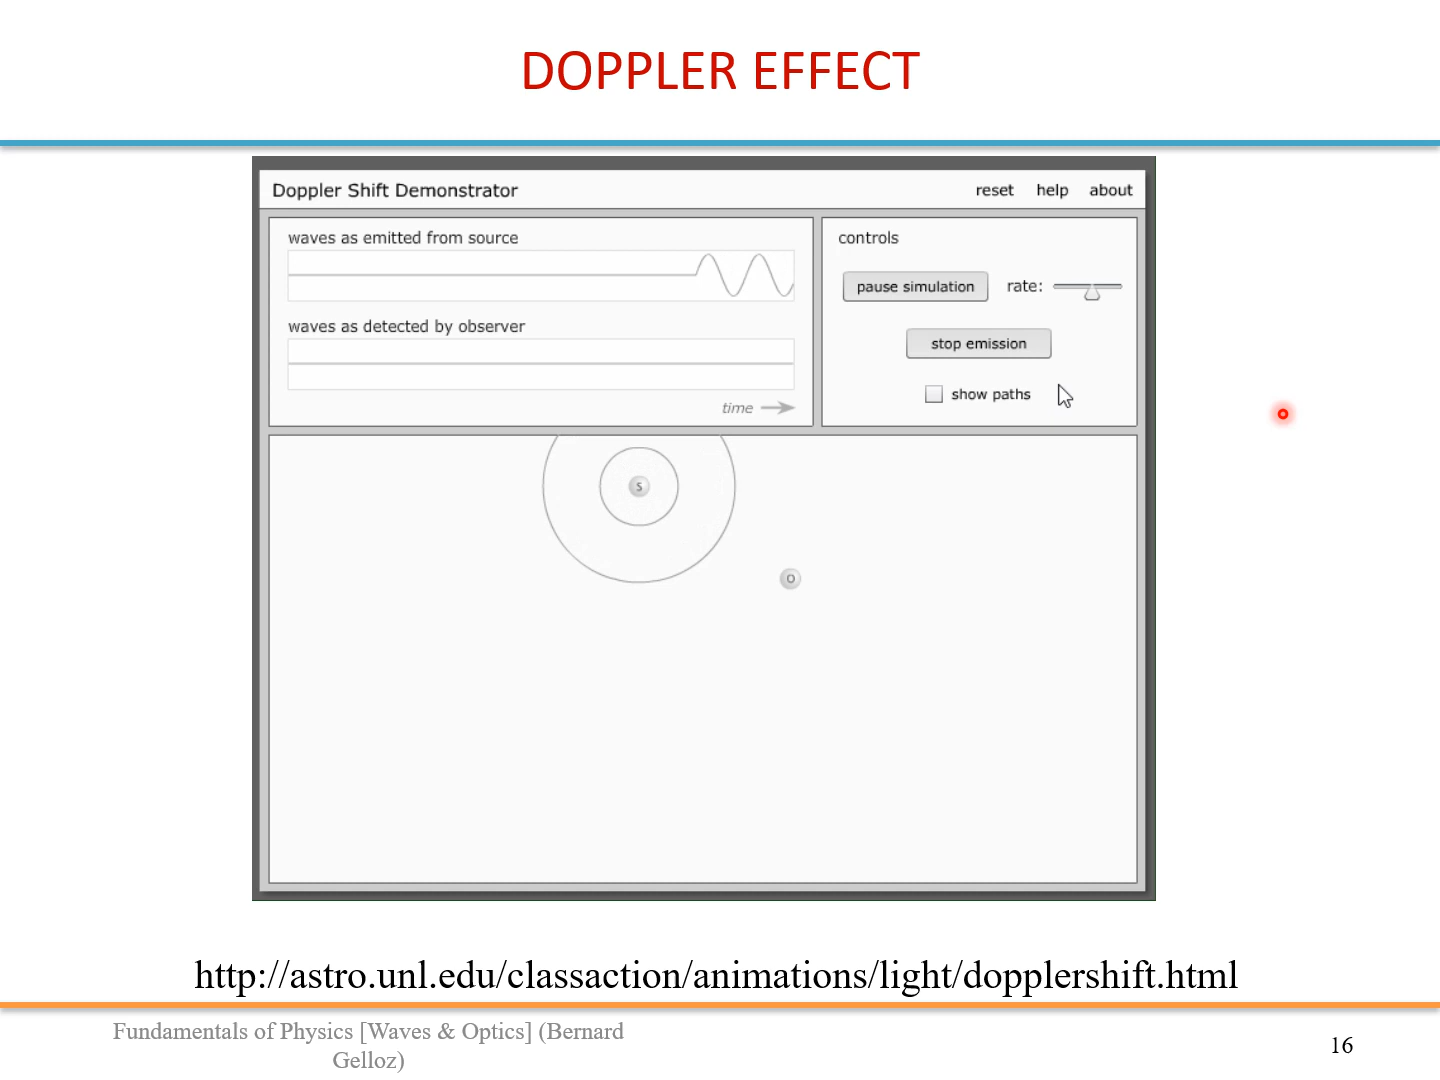 DOPPLER EFFECT
Doppler Shift Demonstrator
reset help about
waves as emitted from source
waves as detected by observer
time
controls
pause simulation rate:
stop emission
show paths
S
O
http://astro.unl.edu/classaction/animations/light/dopplershift.html
Fundamentals of Physics [Waves & Optics] (Bernard
Gelloz)
16